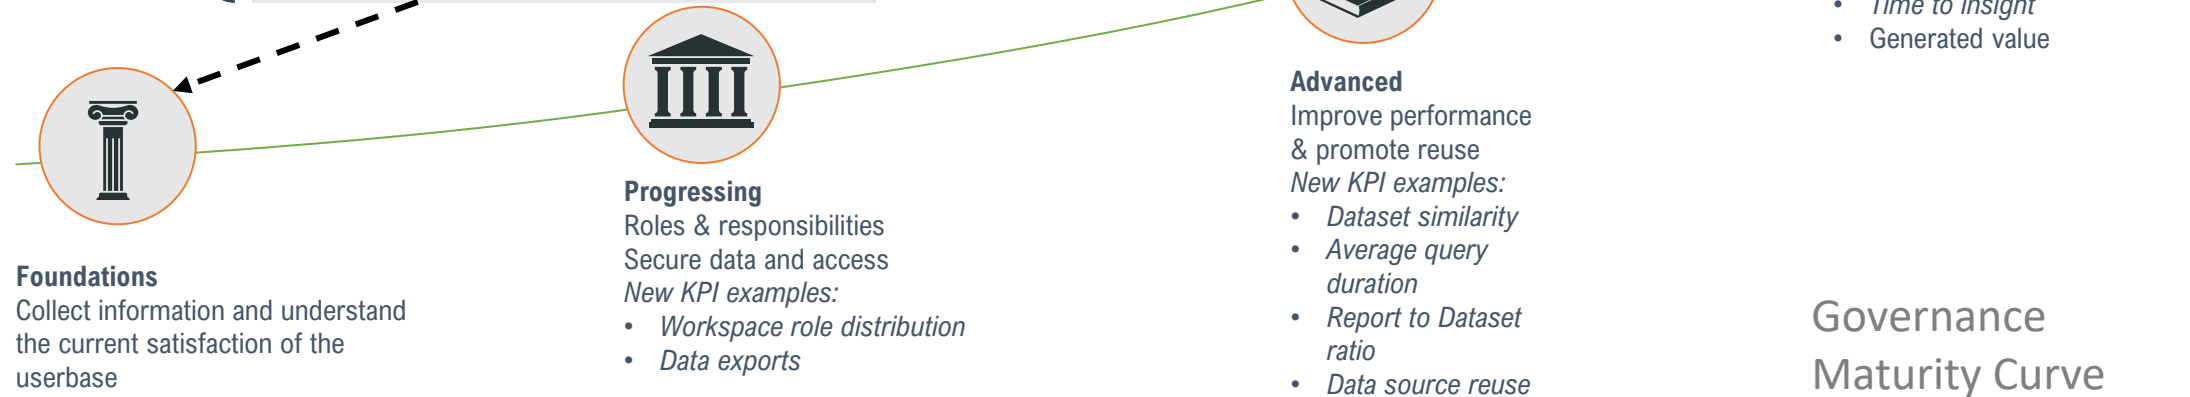 Foundations
Collect information and understand
the current satisfaction of the
userbase
Progressing
Roles & responsibilities
Secure data and access
New KPI examples:
• Workspace role distribution
• Data exports
Advanced
Improve performance
& promote reuse
New KPI examples:
• Dataset similarity
• Average query
duration
• Report to Dataset
ratio
• Data source reuse
• Time to insight
• Generated value
Governance
Maturity Curve